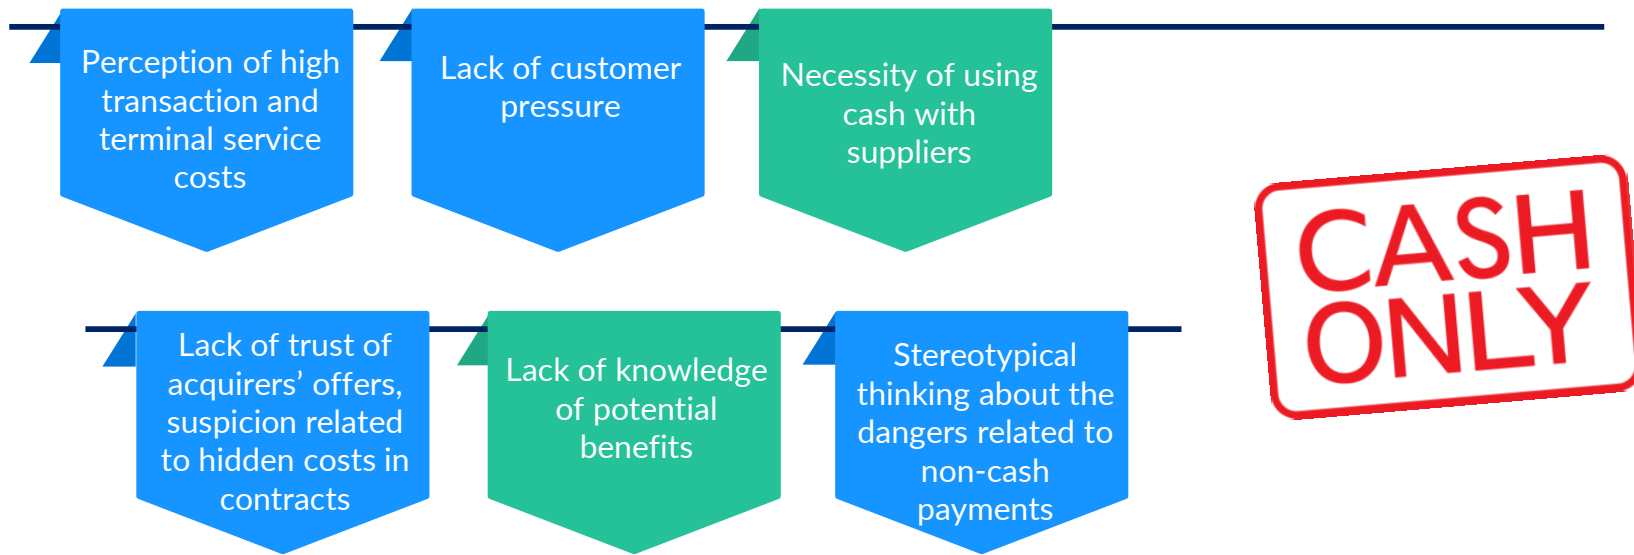 Perception of high
transaction and
terminal service
costs
Lack of customer
pressure
Necessity of using
cash with
suppliers
Lack of trust of
acquirers’ offers,
suspicion related
to hidden costs in
contracts
Lack of knowledge
of potential
benefits
Stereotypical
thinking about the
dangers related to
non-cash
payments
CASH
ONLY